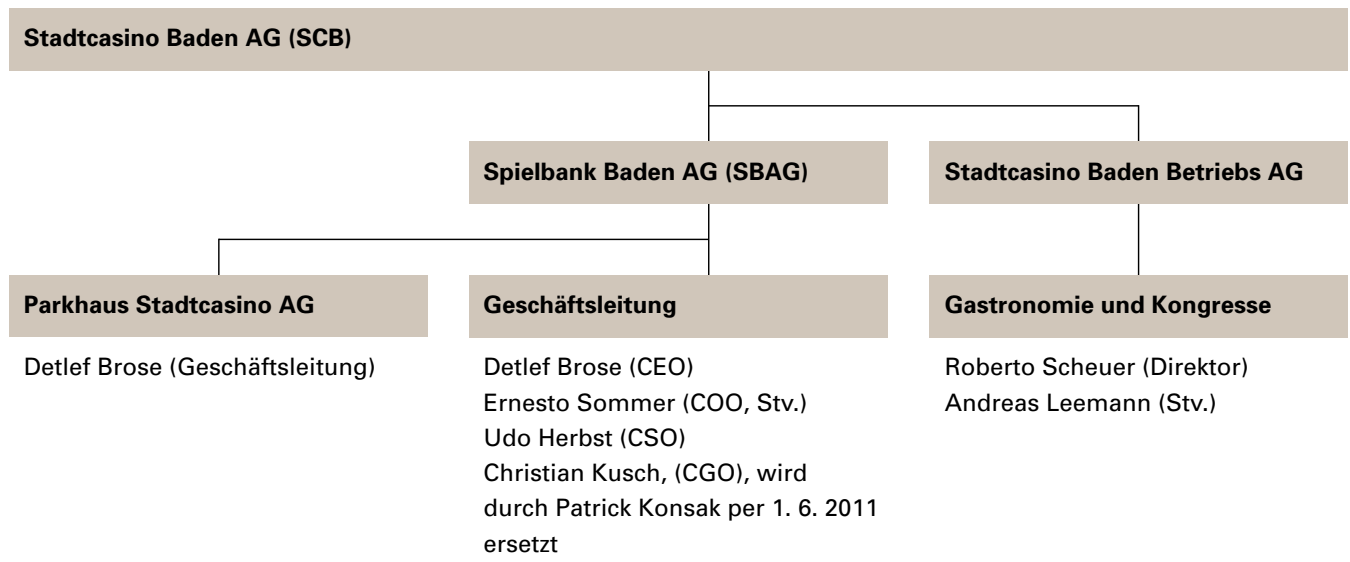 Stadtcasino Baden AG (SCB)
Spielbank Baden AG (SBAG)
Stadtcasino Baden Betriebs AG
Parkhaus Stadtcasino AG
Detlef Brose (Geschäftsleitung)
Geschäftsleitung
Detlef Brose (CEO)
Ernesto Sommer (COO, Stv.)
Udo Herbst (CSO)
Christian Kusch, (CGO), wird
durch Patrick Konsak per 1. 6. 2011
ersetzt
Gastronomie und Kongresse
Roberto Scheuer (Direktor)
Andreas Leemann (Stv.)